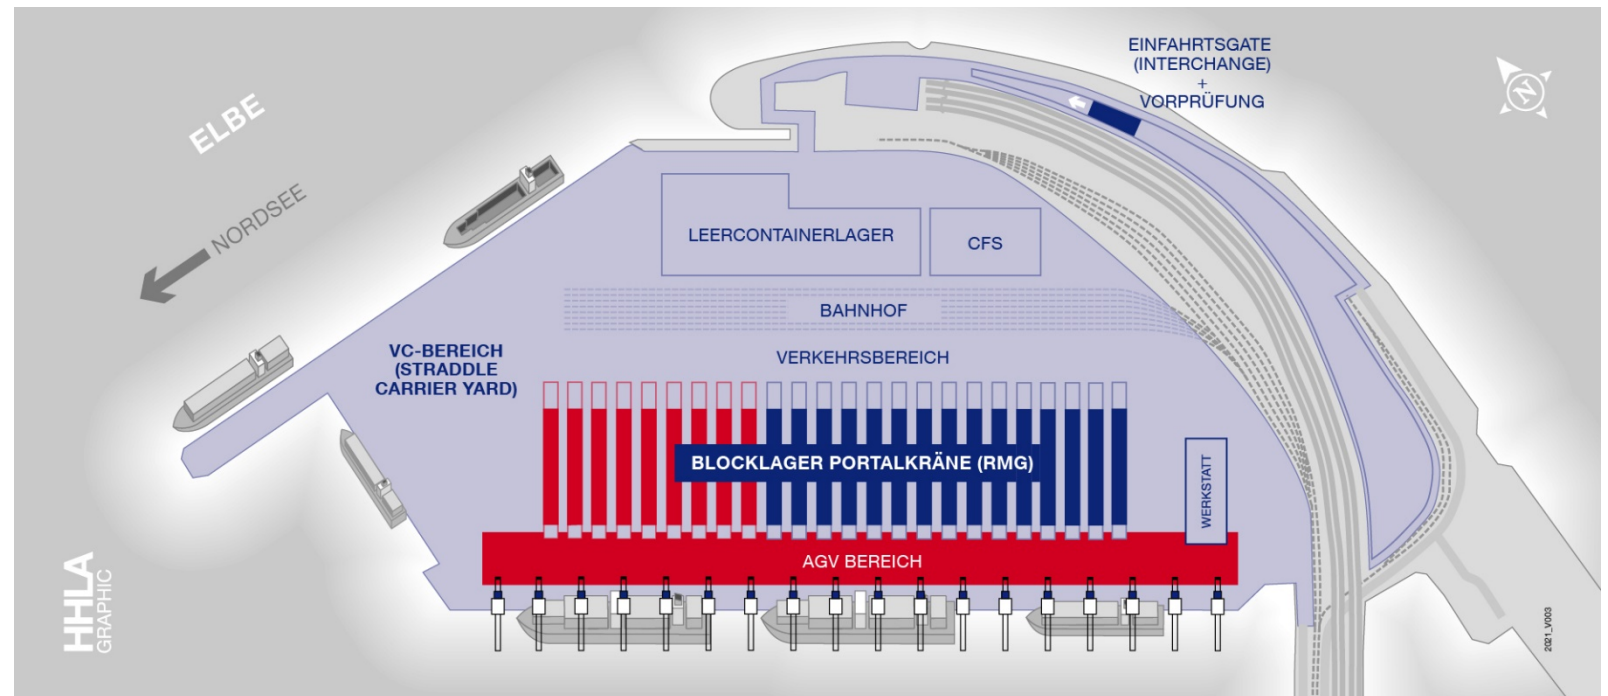 EINFAHRTSGATE
(INTERCHANGE)
+
VORPRÜFUNG
N
ELBE
NORDSEE
LEERCONTAINERLAGER
CFS
BAHNHOF
VERKEHRSBEREICH
VC-BEREICH
(STRADDLE
CARRIER YARD)
BLOCKLAGER PORTALKRÄNE (RMG)
WERKSTATT
AGV BEREICH
HHLA
GRAPHIC
2021_V003